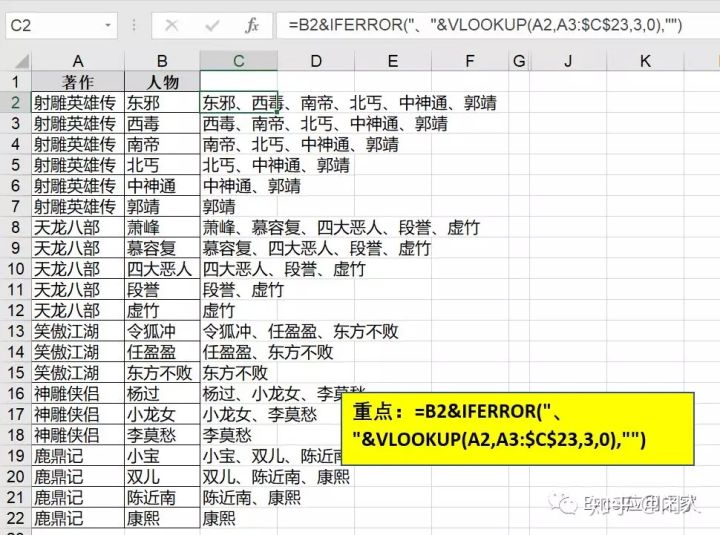 C2 fx =B2&IFERROR("、"&VLOOKUP(A2,A3:$C$23,3,0),"")
A B C D E F G J K
1 著作 人物
2 射雕英雄传 东邪 东邪、西毒、南帝、北丐、中神通、郭靖
3 射雕英雄传 西毒 西毒、南帝、北丐、中神通、郭靖
4 射雕英雄传 南帝 南帝、北丐、中神通、郭靖
5 射雕英雄传 北丐 北丐、中神通、郭靖
6 射雕英雄传 中神通 中神通、郭靖
7 射雕英雄传 郭靖 郭靖
8 天龙八部 萧峰 萧峰、慕容复、四大恶人、段誉、虚竹
9 天龙八部 慕容复 慕容复、四大恶人、段誉、虚竹
10 天龙八部 四大恶人 四大恶人、段誉、虚竹
11 天龙八部 段誉 段誉、虚竹
12 天龙八部 虚竹 虚竹
13 笑傲江湖 令狐冲 令狐冲、任盈盈、东方不败
14 笑傲江湖 任盈盈 任盈盈、东方不败
15 笑傲江湖 东方不败 东方不败
16 神雕侠侣 杨过 杨过、小龙女、李莫愁
17 神雕侠侣 小龙女 小龙女、李莫愁
18 神雕侠侣 李莫愁 李莫愁
19 鹿鼎记 小宝 小宝、双儿、陈近南
20 鹿鼎记 双儿 双儿、陈近南、康熙
21 鹿鼎记 陈近南 陈近南、康熙
22 鹿鼎记 康熙 康熙
重点：=B2&IFERROR("、
"&VLOOKUP(A2,A3:$C$23,3,0),"")